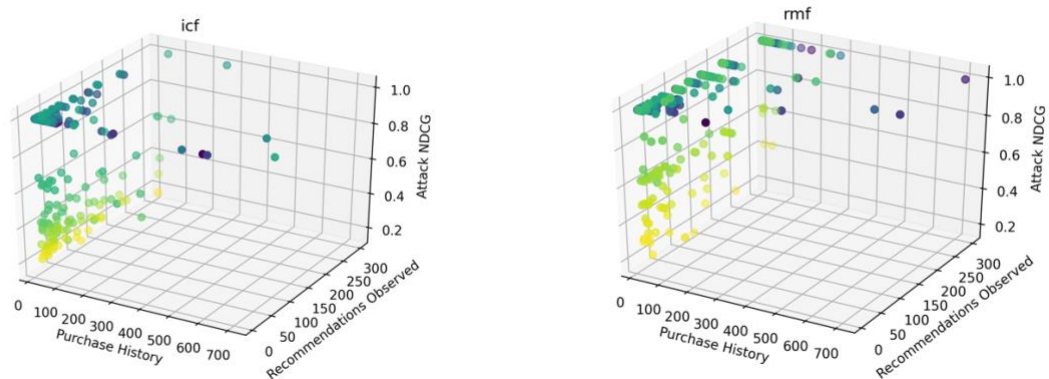 icf
1.0
0.8
0.6
0.4
0.2
Attack NDCG
0 100 200 300 400 500 600 700
Purchase History
0 50 100 150 200 250 300
Recommendations Observed
rmf
1.0
0.8
0.6
0.4
0.2
Attack NDCG
0 100 200 300 400 500 600 700
Purchase History
0 50 100 150 200 250 300
Recommendations Observed